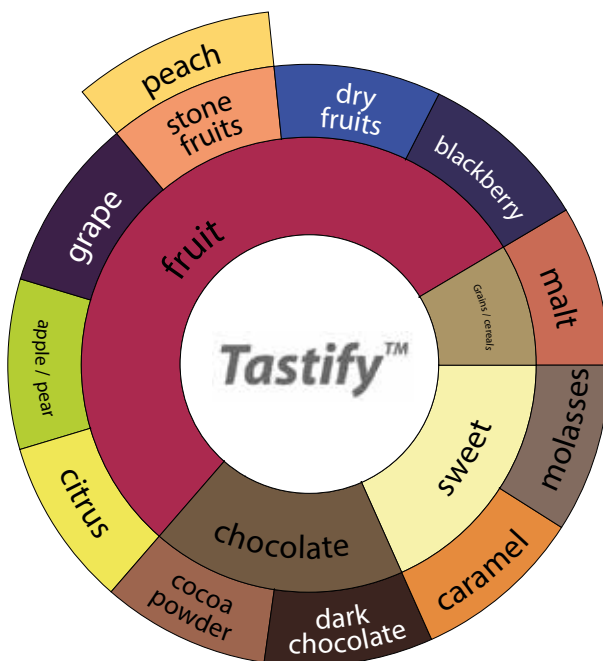 peach
stone
fruits
dry
fruits
blackberry
grape
fruit
malt
Grains / cereals
apple / pear
Tastify™
molasses
sweet
citrus
chocolate
caramel
cocoa
powder
dark
chocolate